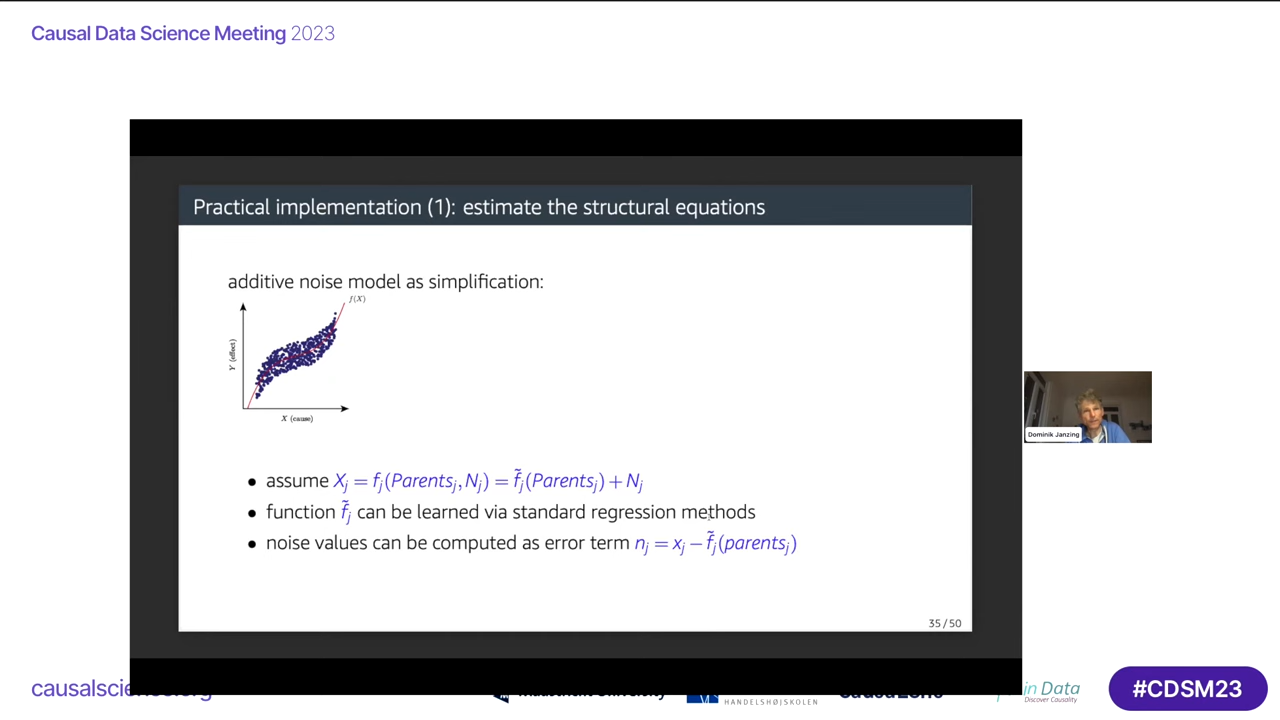 Causal Data Science Meeting 2023
Practical implementation (1): estimate the structural equations
additive noise model as simplification:
f(X)
Y (effect)
X (cause)
• assume Xⱼ = fⱼ(Parentsⱼ, Nⱼ) = f̃ⱼ(Parentsⱼ) + Nⱼ
• function f̃ⱼ can be learned via standard regression methods
• noise values can be computed as error term nⱼ = xⱼ − f̃ⱼ(parentsⱼ)
35 / 50
Dominik Janzing
HANDELSHØJSKOLEN
Data
Discover Causality
#CDSM23